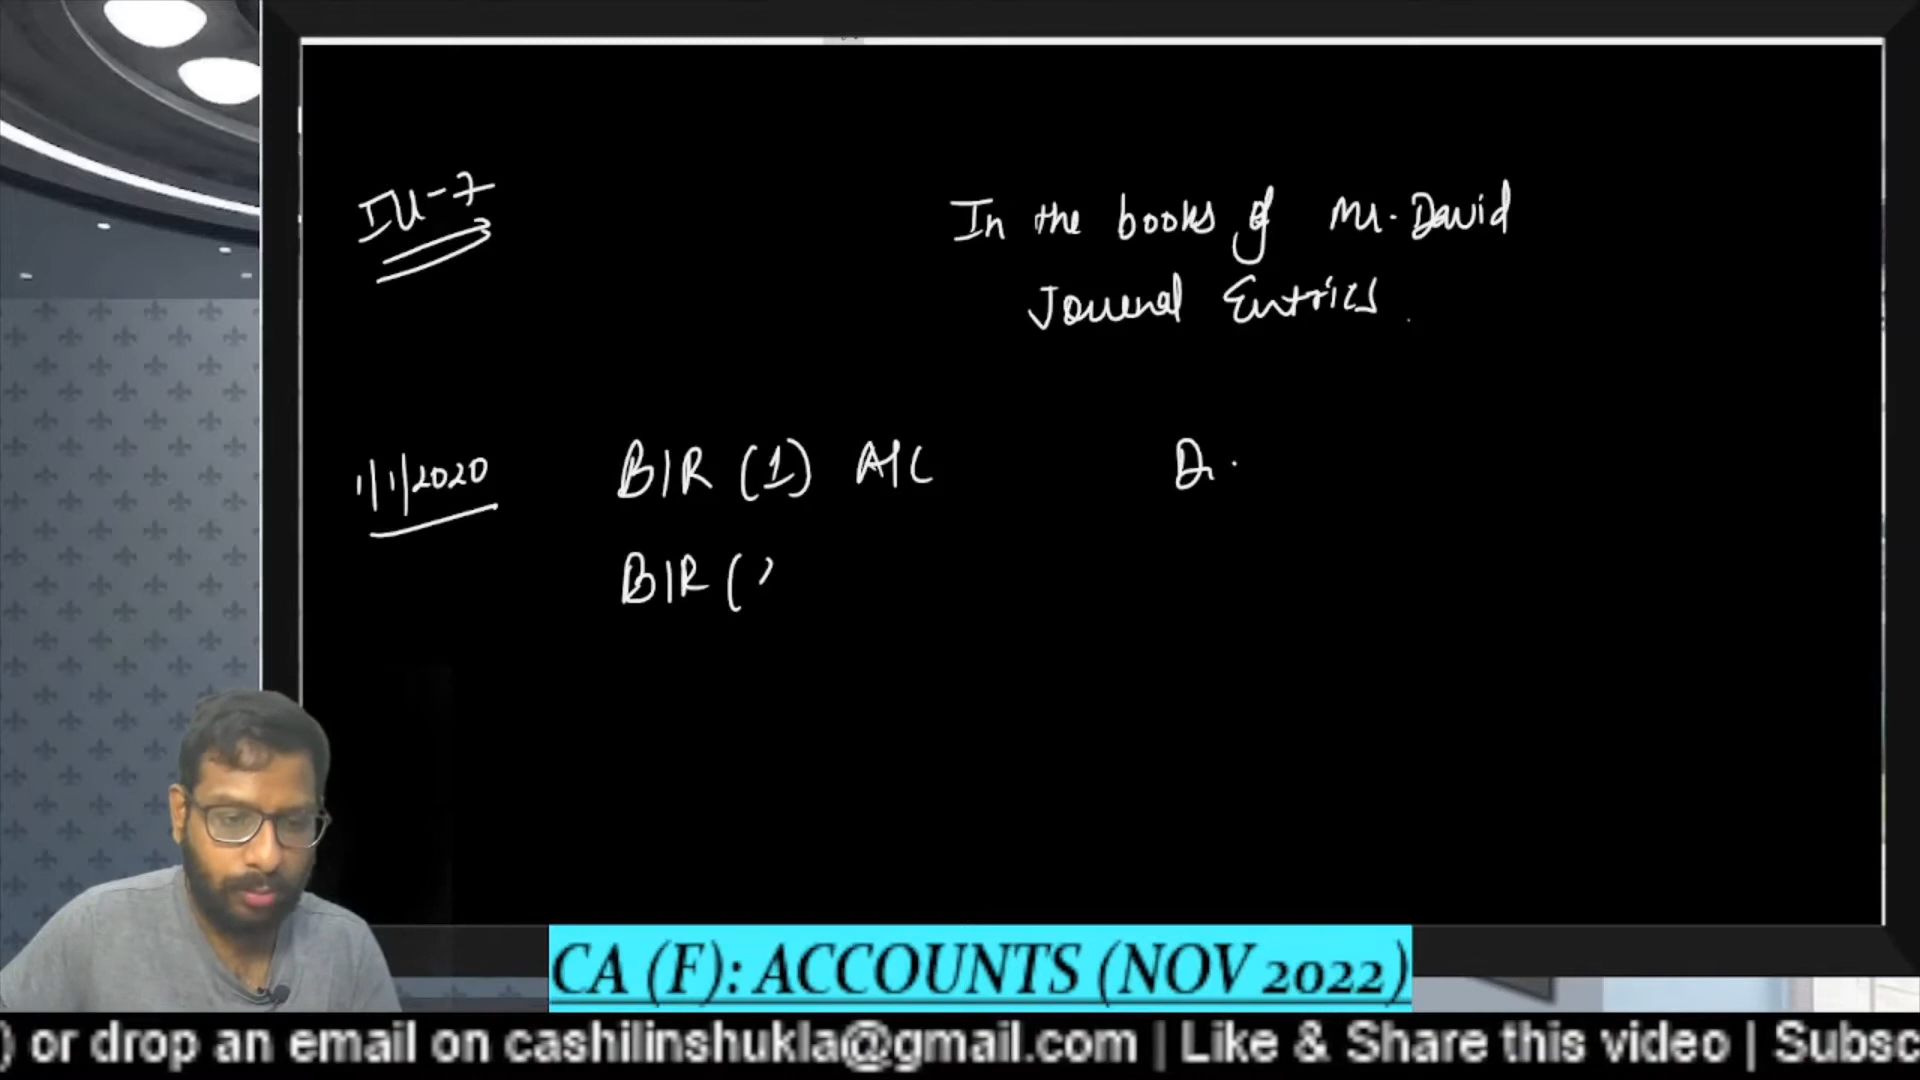 ILL-7
In the books of Mr. David
Journal Entries.
1/1/2020 B/R (1) A/C Dr.
B/R (
CA (F): ACCOUNTS (NOV 2022)
) or drop an email on cashilinshukla@gmail.com | Like & Share this video | Subsc